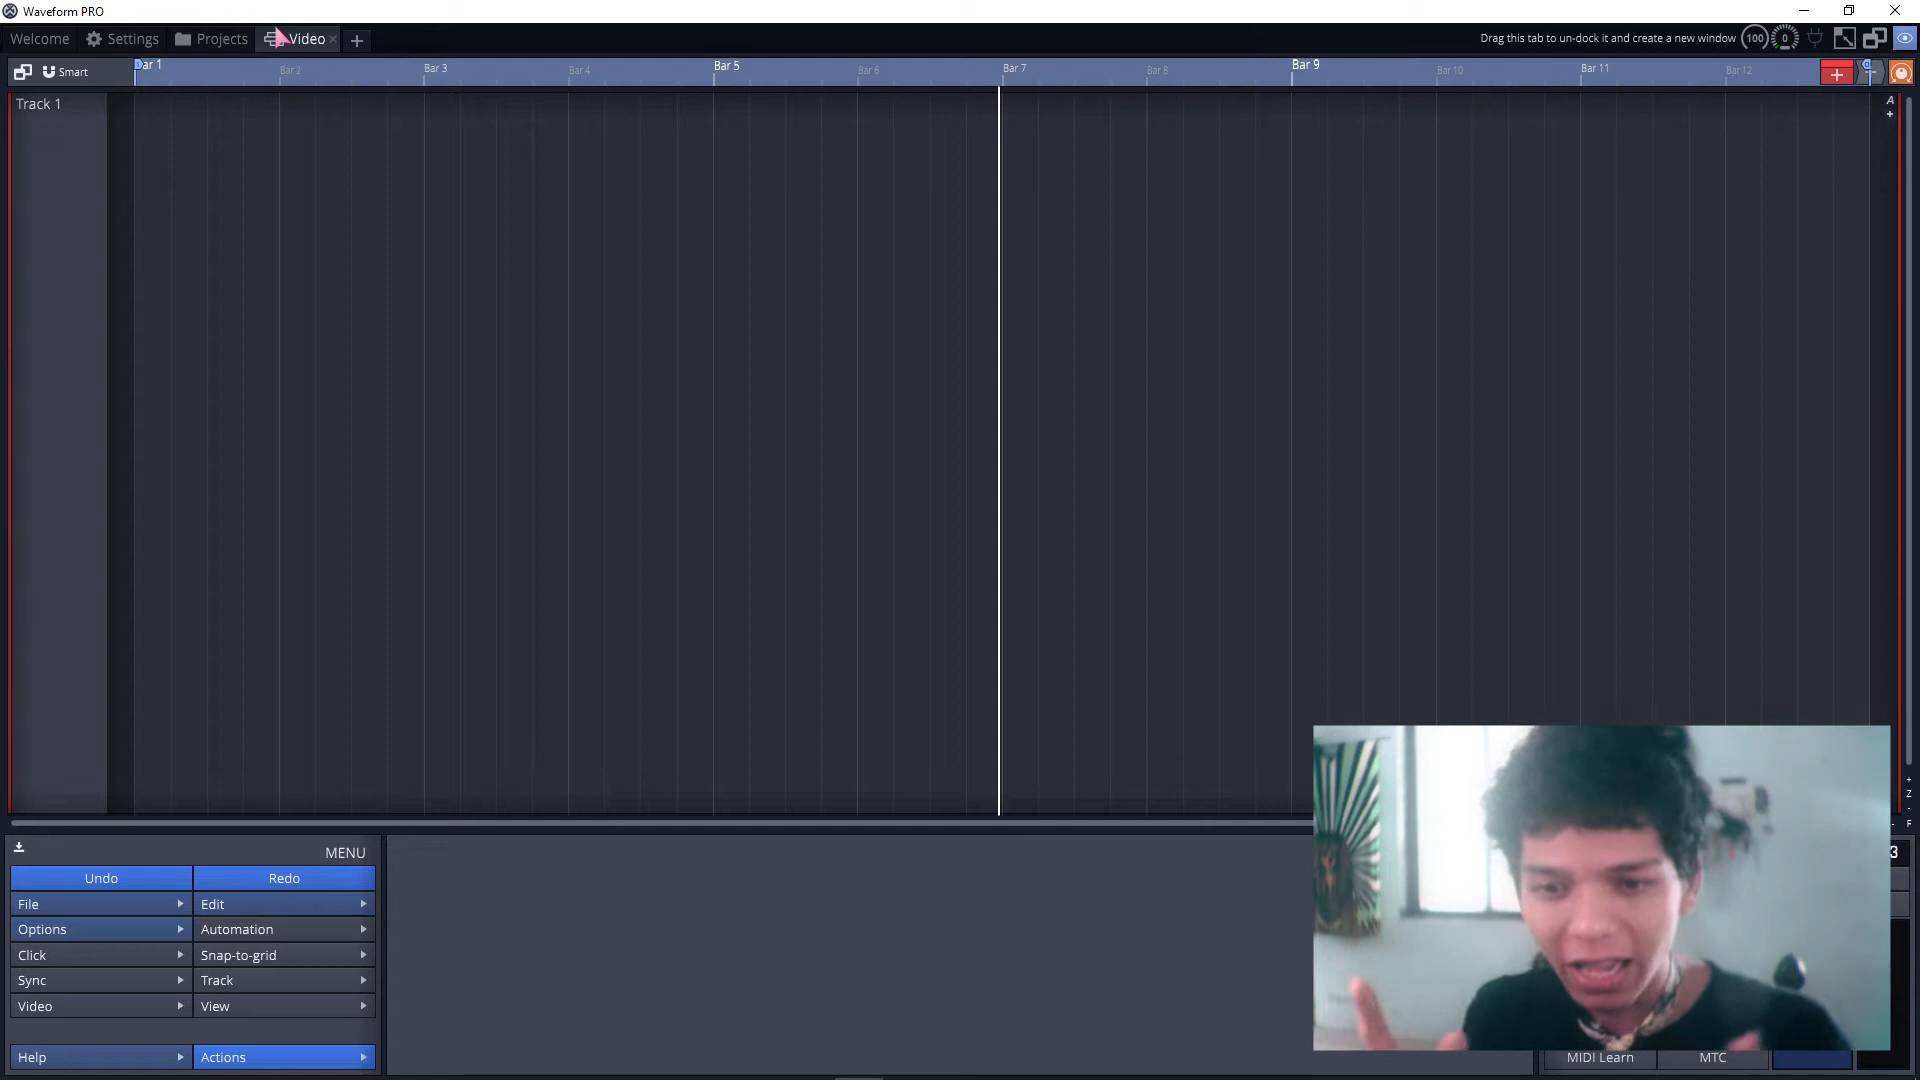 Waveform PRO
Welcome Settings Projects Video
Drag this tab to un-dock it and create a new window 100 0
Smart
Bar 1 Bar 2 Bar 3 Bar 4 Bar 5 Bar 6 Bar 7 Bar 8 Bar 9 Bar 10 Bar 11 Bar 12
Track 1
A
+
+
Z
-
F
MENU
Undo Redo
File Edit
Options Automation
Click Snap-to-grid
Sync Track
Video View
Help Actions
3
MIDI Learn MTC